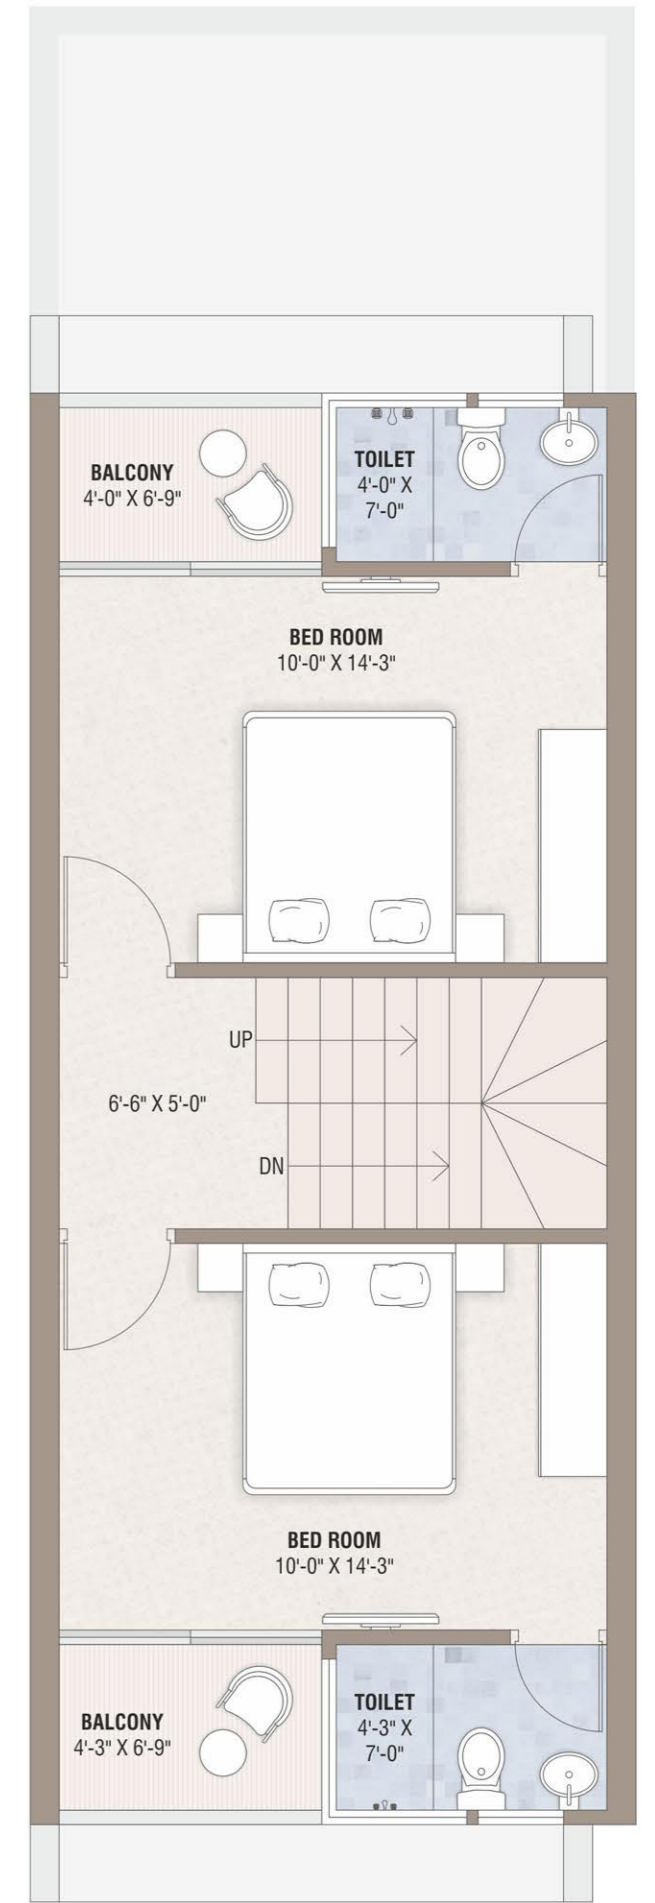 BALCONY
4'-0" X 6'-9"
TOILET
4'-0" X
7'-0"
BED ROOM
10'-0" X 14'-3"
UP
6'-6" X 5'-0"
DN
BED ROOM
10'-0" X 14'-3"
BALCONY
4'-3" X 6'-9"
TOILET
4'-3" X
7'-0"